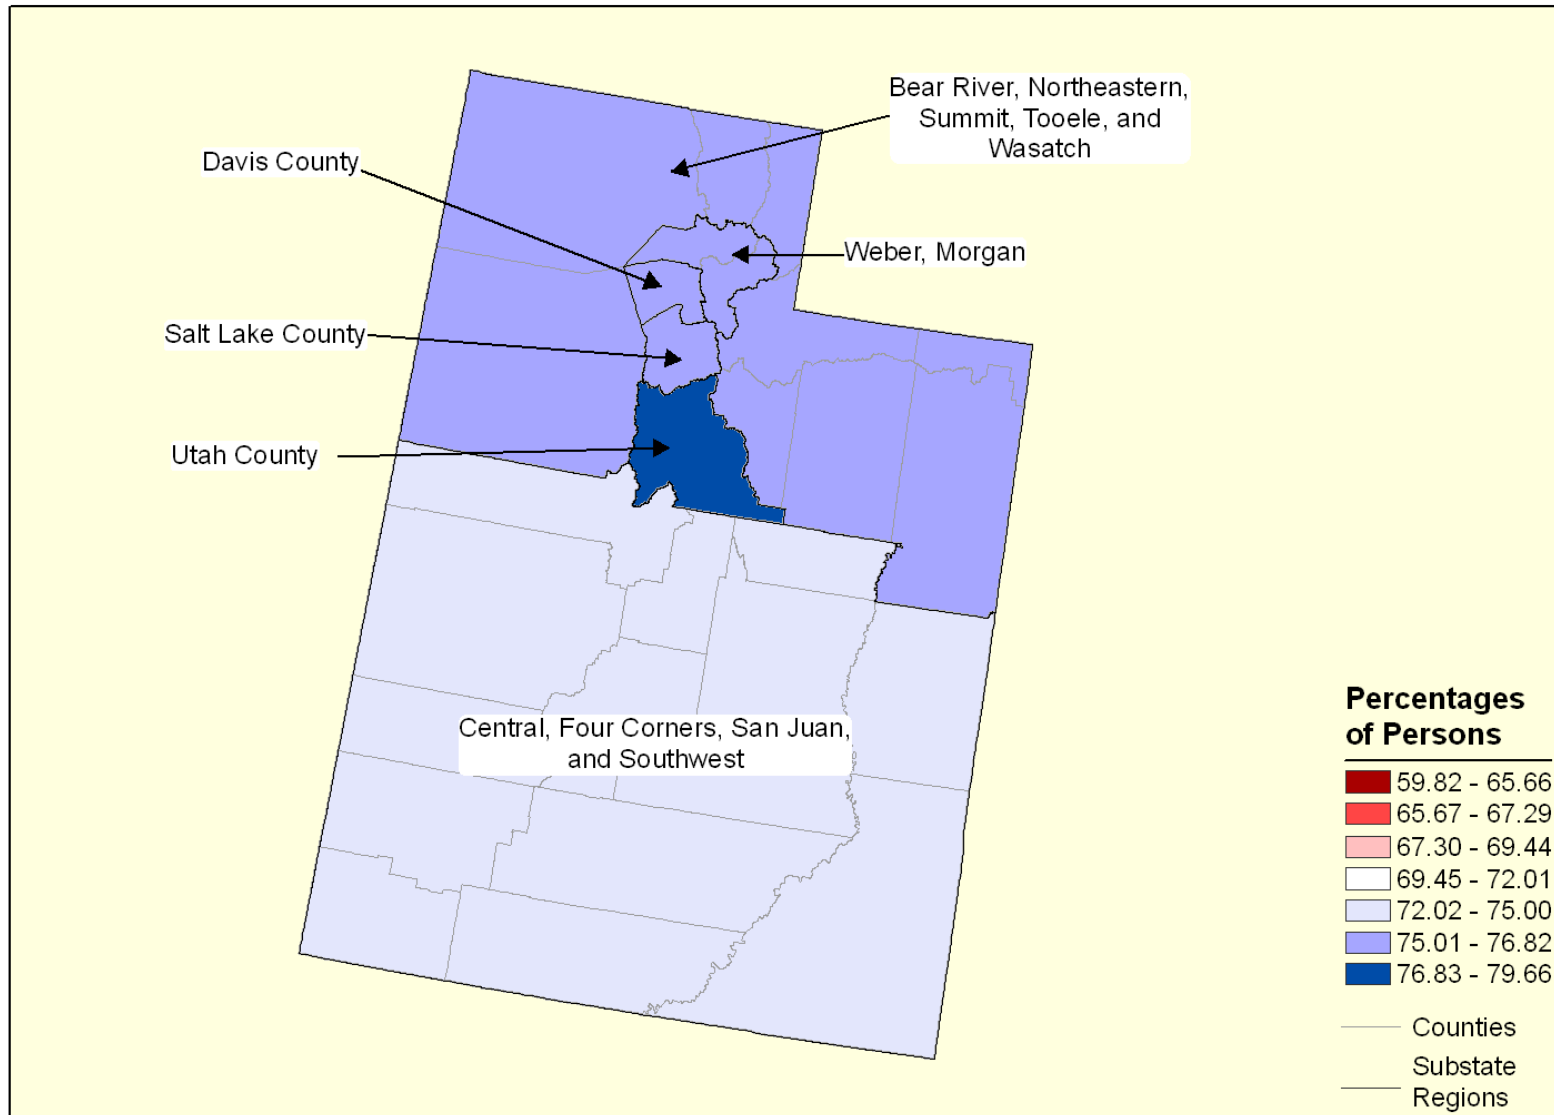 Bear River, Northeastern,
Summit, Tooele, and
Wasatch
Davis County
Weber, Morgan
Salt Lake County
Utah County
Central, Four Corners, San Juan,
and Southwest
Percentages
of Persons
59.82 - 65.66
65.67 - 67.29
67.30 - 69.44
69.45 - 72.01
72.02 - 75.00
75.01 - 76.82
76.83 - 79.66
Counties
Substate
Regions